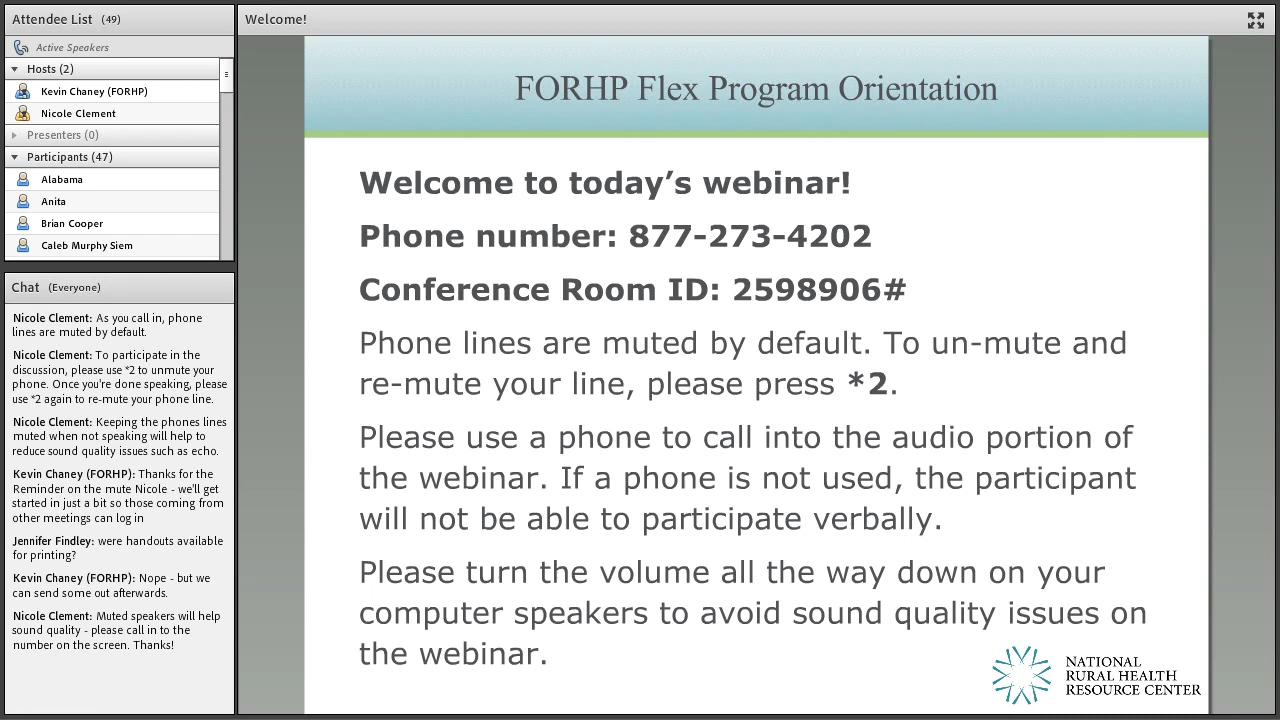 Attendee List (49)
Active Speakers
Hosts (2)
Kevin Chaney (FORHP)
Nicole Clement
Presenters (0)
Participants (47)
Alabama
Anita
Brian Cooper
Caleb Murphy Siem
Chat (Everyone)
Nicole Clement: As you call in, phone
lines are muted by default.
Nicole Clement: To participate in the
discussion, please use *2 to unmute your
phone. Once you're done speaking, please
use *2 again to re-mute your phone line.
Nicole Clement: Keeping the phones lines
muted when not speaking will help to
reduce sound quality issues such as echo.
Kevin Chaney (FORHP): Thanks for the
Reminder on the mute Nicole - we'll get
started in just a bit so those coming from
other meetings can log in
Jennifer Findley: were handouts available
for printing?
Kevin Chaney (FORHP): Nope - but we
can send some out afterwards.
Nicole Clement: Muted speakers will help
sound quality - please call in to the
number on the screen. Thanks!
Welcome!
FORHP Flex Program Orientation
Welcome to today’s webinar!
Phone number: 877-273-4202
Conference Room ID: 2598906#
Phone lines are muted by default. To un-mute and
re-mute your line, please press *2.
Please use a phone to call into the audio portion of
the webinar. If a phone is not used, the participant
will not be able to participate verbally.
Please turn the volume all the way down on your
computer speakers to avoid sound quality issues on
the webinar.
NATIONAL
RURAL HEALTH
RESOURCE CENTER